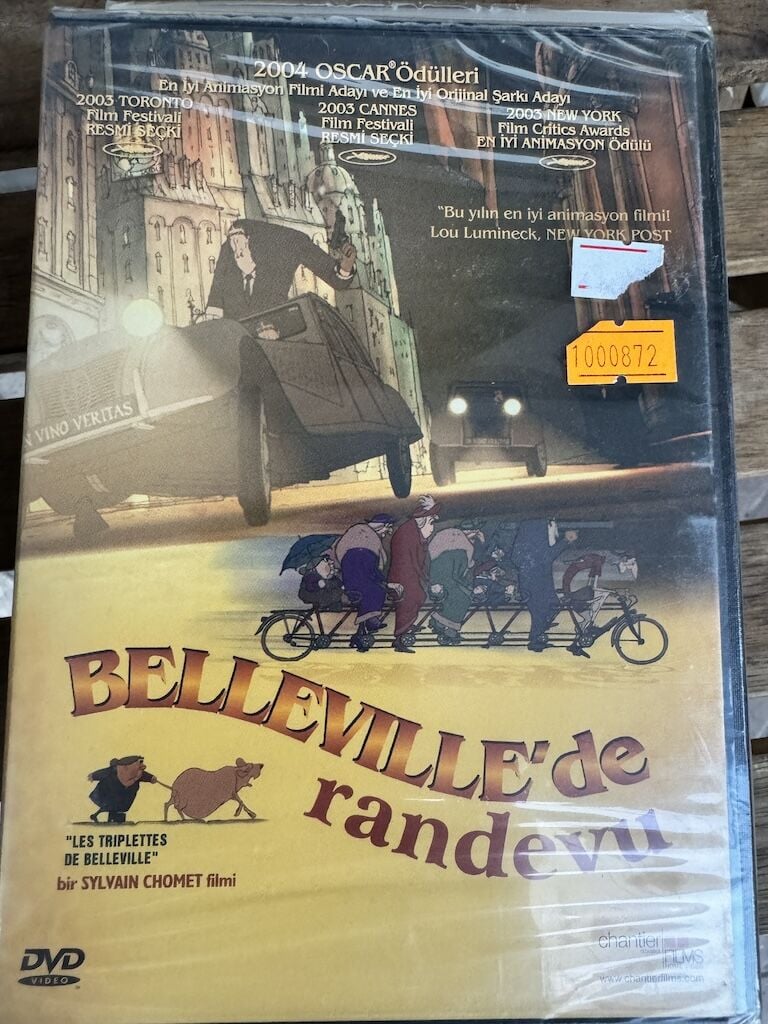 2004 OSCAR® Ödülleri
En İyi Animasyon Filmi Adayı ve En İyi Orijinal Şarkı Adayı
2003 TORONTO
Film Festivali
RESMİ SEÇKİ
2003 CANNES
Film Festivali
RESMİ SEÇKİ
2003 NEW YORK
Film Critics Awards
EN İYİ ANİMASYON ÖDÜLÜ
"Bu yılın en iyi animasyon filmi!
Lou Lumineck, NEW YORK POST
1000872
N VINO VERITAS
BELLEVILLE'de
randevu
"LES TRIPLETTES
DE BELLEVILLE"
bir SYLVAIN CHOMET filmi
DVD
VIDEO
chantier
FILMS
www.chantierfilms.com